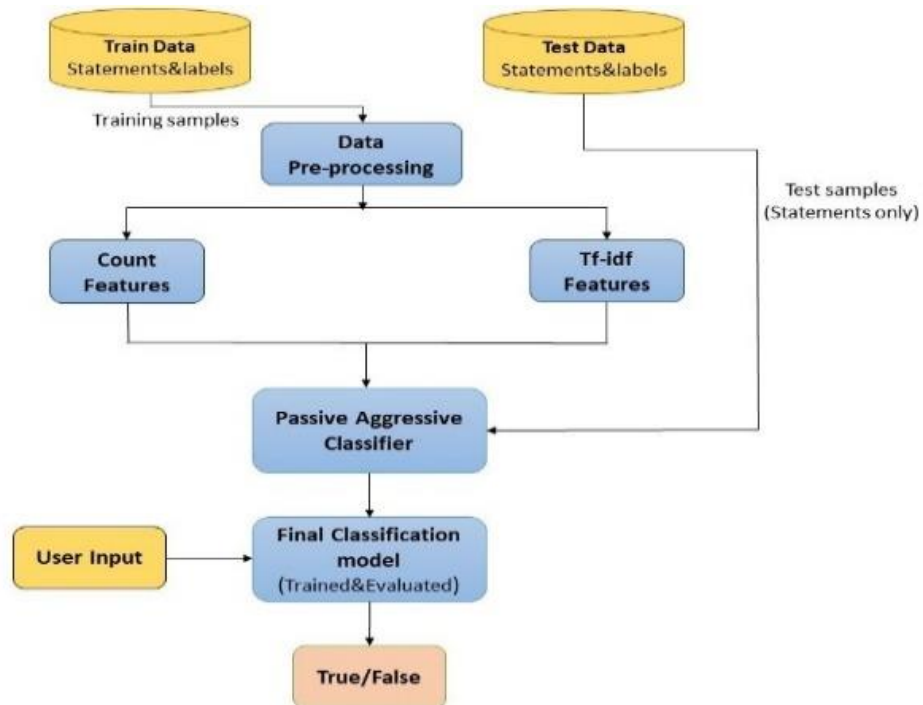 Train Data
Statements&labels
Test Data
Statements&labels
Training samples
Data
Pre-processing
Test samples
(Statements only)
Count
Features
Tf-idf
Features
Passive Aggressive
Classifier
Final Classification
model
(Trained&Evaluated)
User Input
True/False